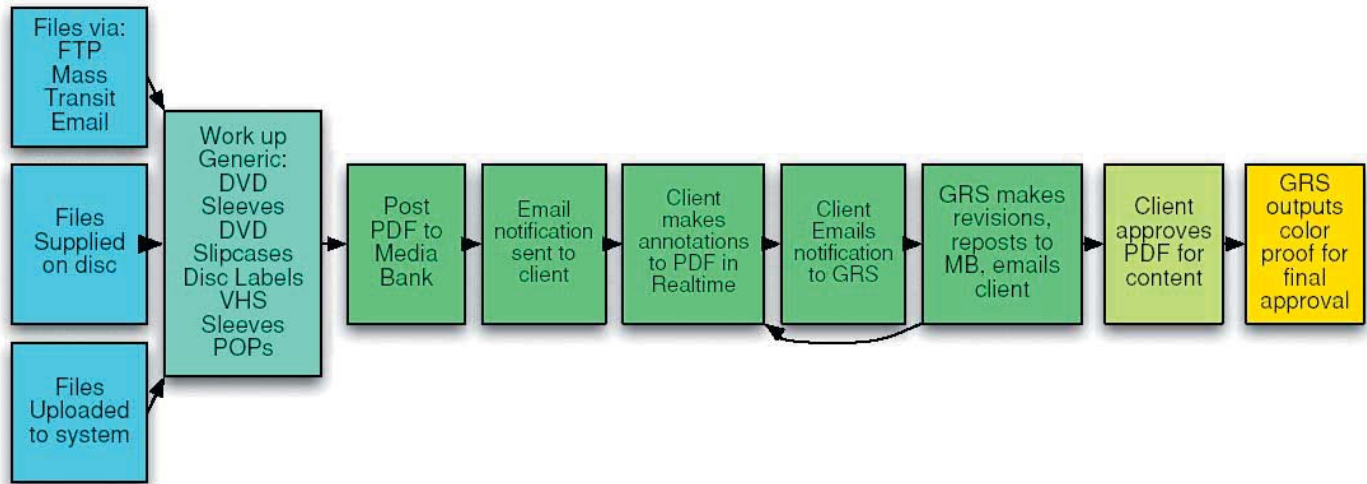 Files via:
FTP
Mass
Transit
Email
Files
Supplied
on disc
Files
Uploaded
to system
Work up
Generic:
DVD
Sleeves
DVD
Slipcases
Disc Labels
VHS
Sleeves
POPs
Post
PDF to
Media
Bank
Email
notification
sent to
client
Client
makes
annotations
to PDF in
Realtime
Client
Emails
notification
to GRS
GRS makes
revisions,
reposts to
MB, emails
client
Client
approves
PDF for
content
GRS
outputs
color
proof for
final
approval